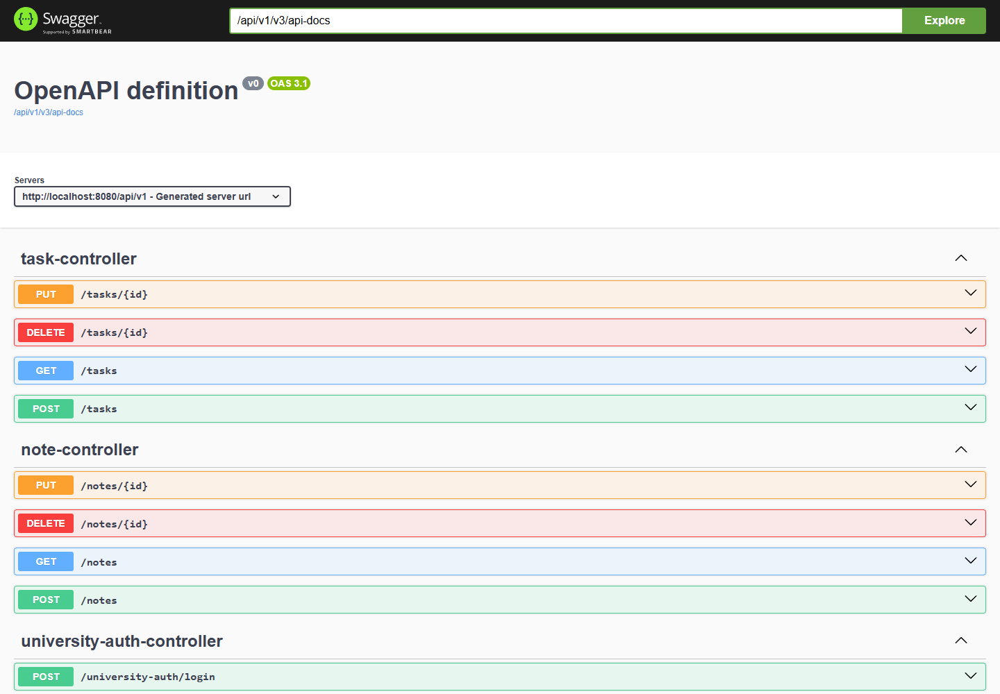 Swagger.
Supported by SMARTBEAR
/api/v1/v3/api-docs
Explore
OpenAPI definition v0 OAS 3.1
/api/v1/v3/api-docs
Servers
http://localhost:8080/api/v1 - Generated server url
task-controller
PUT /tasks/{id}
DELETE /tasks/{id}
GET /tasks
POST /tasks
note-controller
PUT /notes/{id}
DELETE /notes/{id}
GET /notes
POST /notes
university-auth-controller
POST /university-auth/login